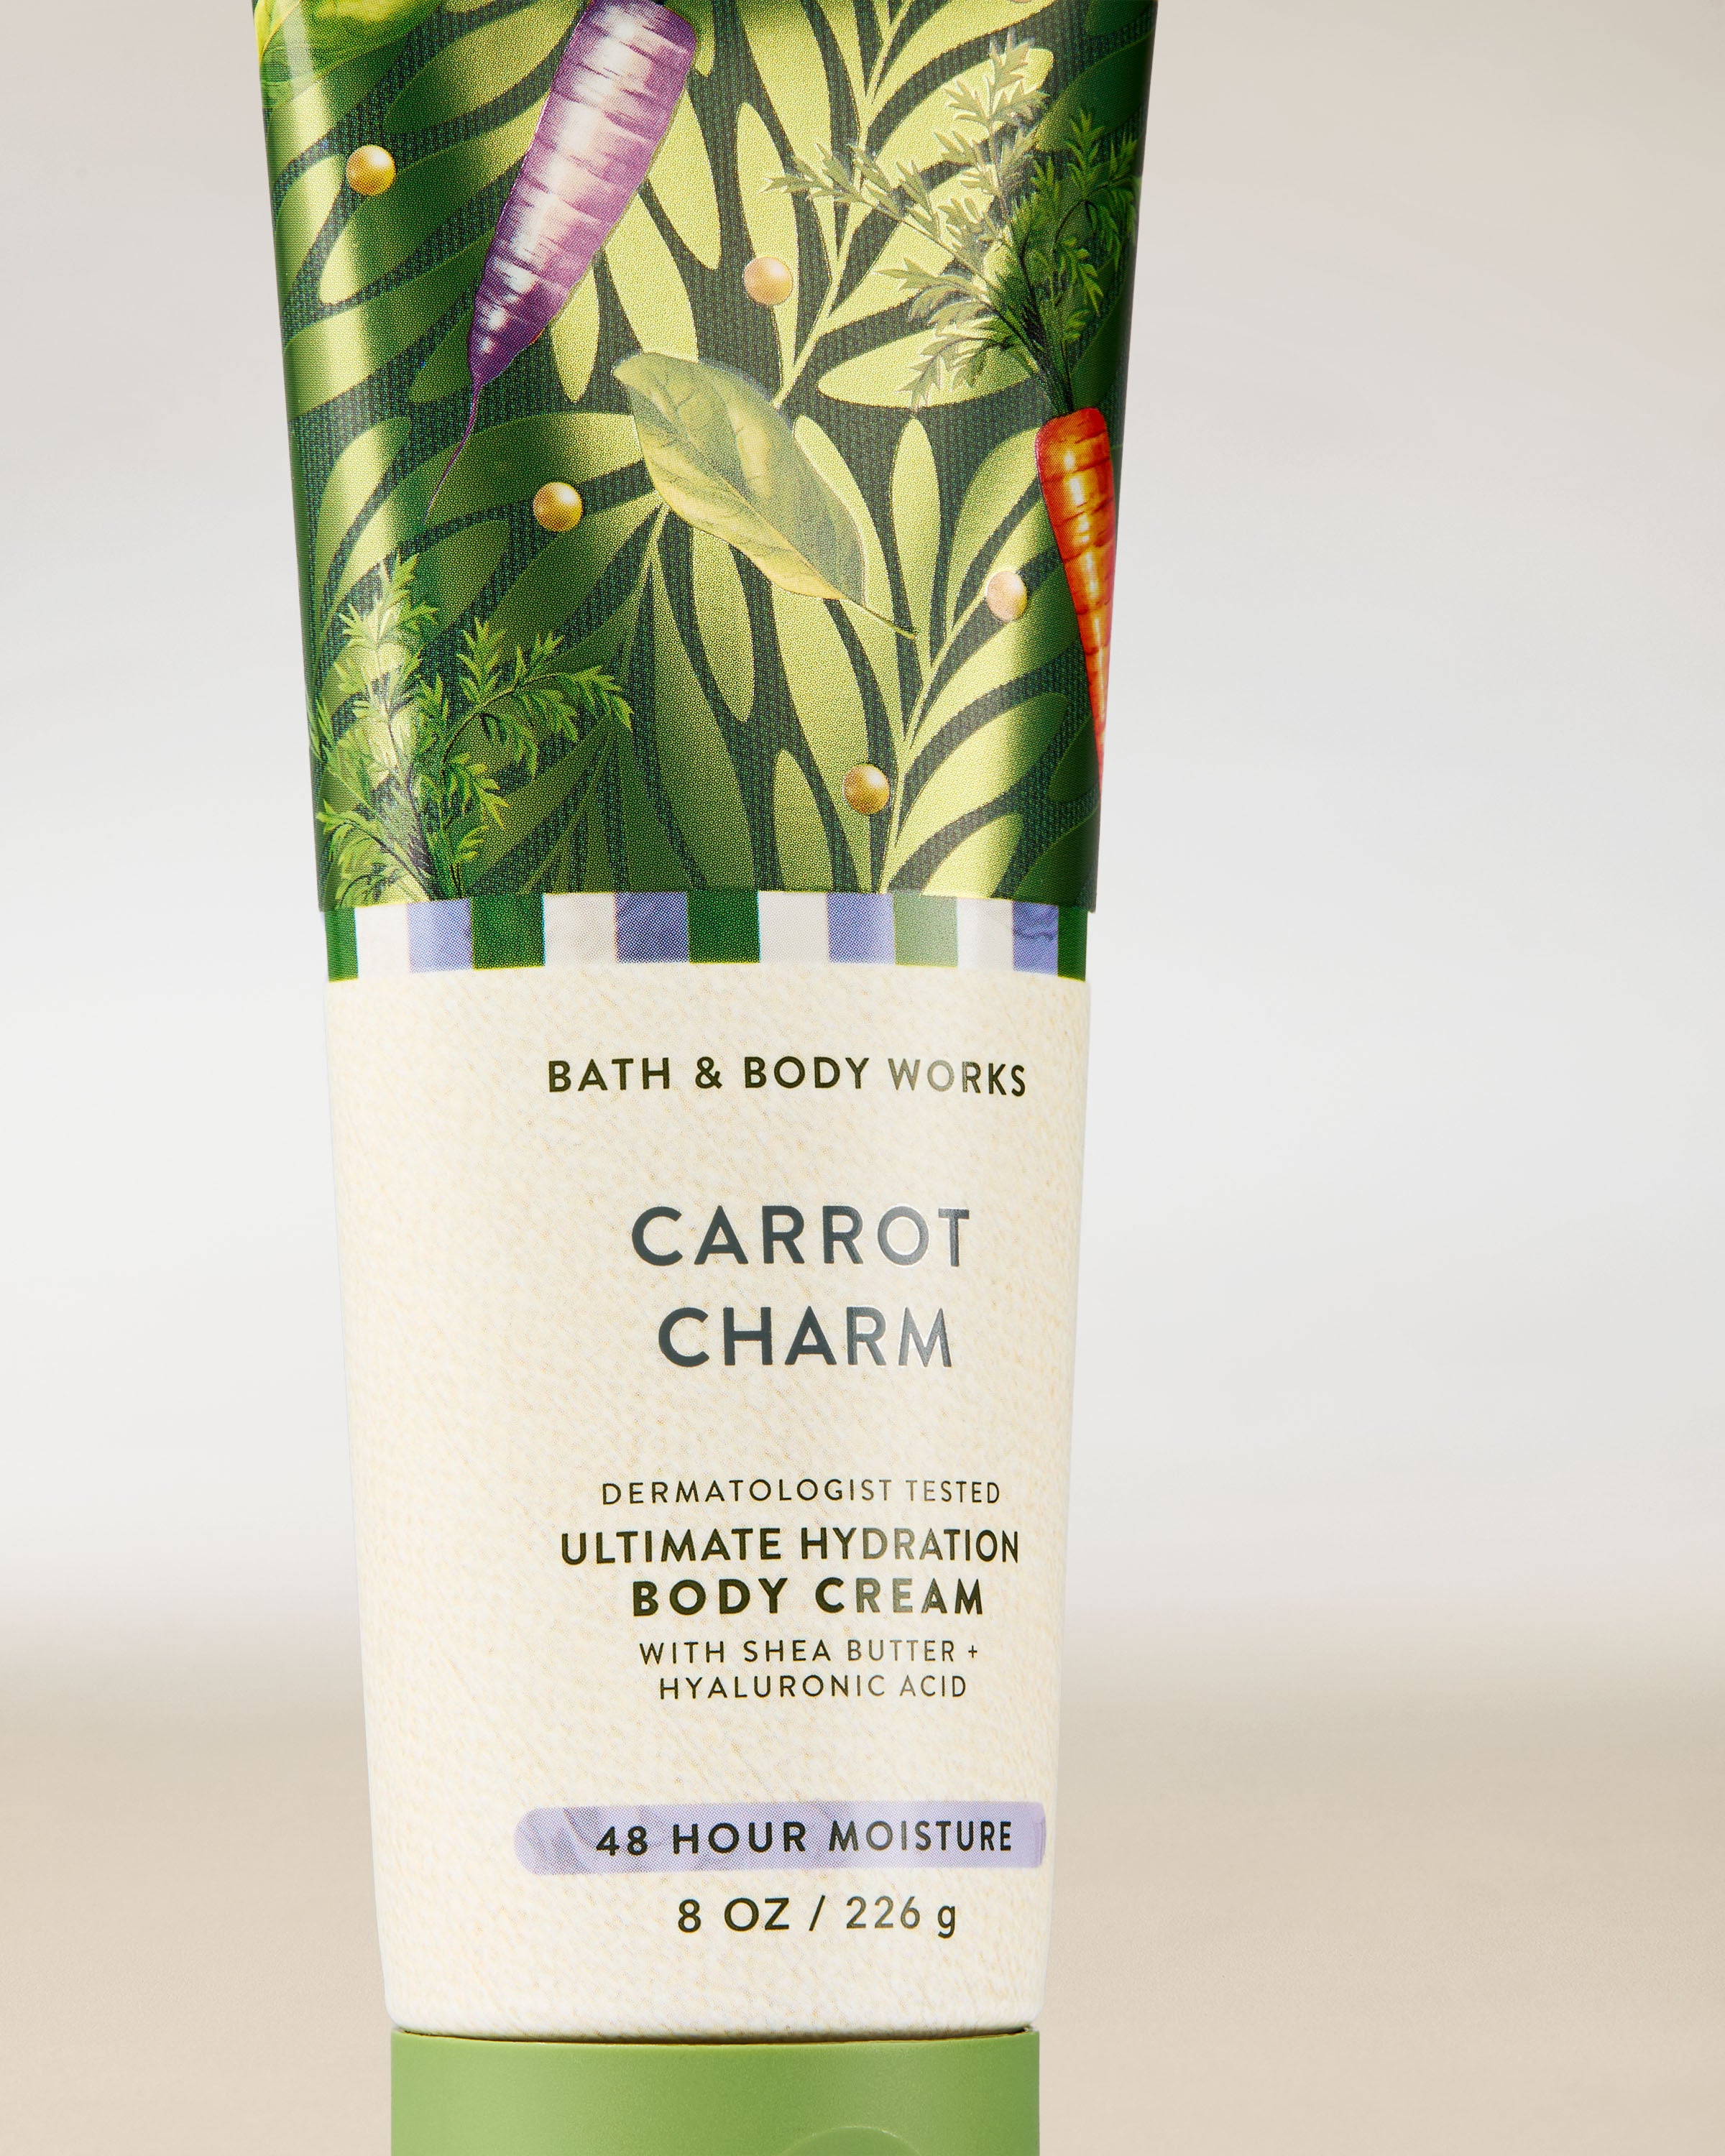 BATH & BODY WORKS
CARROT
CHARM
DERMATOLOGIST TESTED
ULTIMATE HYDRATION
BODY CREAM
WITH SHEA BUTTER +
HYALURONIC ACID
48 HOUR MOISTURE
8 OZ / 226 g